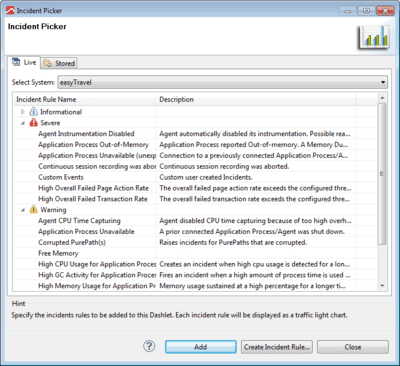 Incident Picker
Incident Picker
Live Stored
Select System: easyTravel
Incident Rule Name Description
Informational
Severe
Agent Instrumentation Disabled Agent automatically disabled its instrumentation. Possible rea...
Application Process Out-of-Memory Application Process reported Out-of-memory. A Memory Du...
Application Process Unavailable (unexp Connection to a previously connected Application Process/A...
Continuous session recording was aborted. Continuous session recording was aborted.
Custom Events Custom user created Incidents.
High Overall Failed Page Action Rate The overall failed page action rate exceeds the configured thre...
High Overall Failed Transaction Rate The overall failed transaction rate exceeds the configured thre...
Warning
Agent CPU Time Capturing Agent disabled CPU time capturing because of too high overh...
Application Process Unavailable A prior connected Application Process/Agent was shut down.
Corrupted PurePath(s) Raises incidents for PurePaths that are corrupted.
Free Memory
High CPU Usage for Application Proces Creates an incident when high cpu usage is detected for a lon...
High GC Activity for Application Proces Fires an incident when a high amount of process time is used ...
High Memory Usage for Application Pr Memory usage sustained at a high percentage for a longer ti...
Hint
Specify the incidents rules to be added to this Dashlet. Each incident rule will be displayed as a traffic light chart.
? Add Create Incident Rule... Close